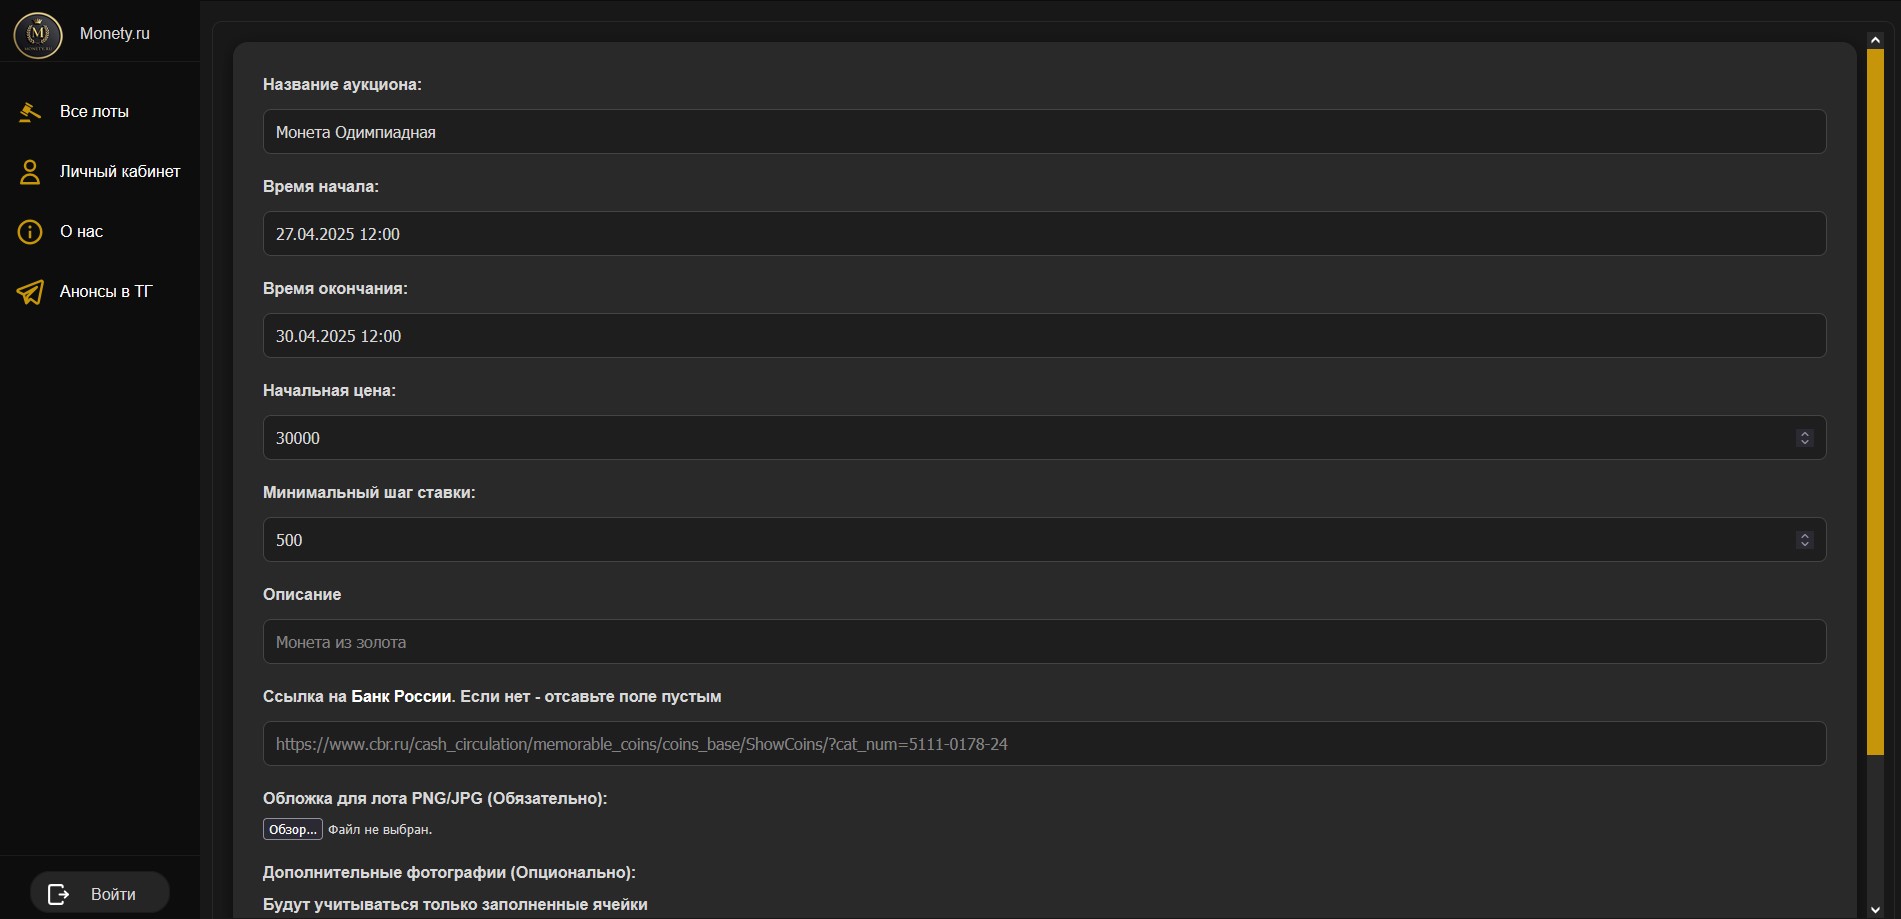 Monety.ru
Все лоты
Личный кабинет
О нас
Анонсы в ТГ
Войти
Название аукциона:
Монета Одимпиадная
Время начала:
27.04.2025 12:00
Время окончания:
30.04.2025 12:00
Начальная цена:
30000
Минимальный шаг ставки:
500
Описание
Монета из золота
Ссылка на Банк России. Если нет - отсавьте поле пустым
https://www.cbr.ru/cash_circulation/memorable_coins/coins_base/ShowCoins/?cat_num=5111-0178-24
Обложка для лота PNG/JPG (Обязательно):
Обзор... Файл не выбран.
Дополнительные фотографии (Опционально):
Будут учитываться только заполненные ячейки